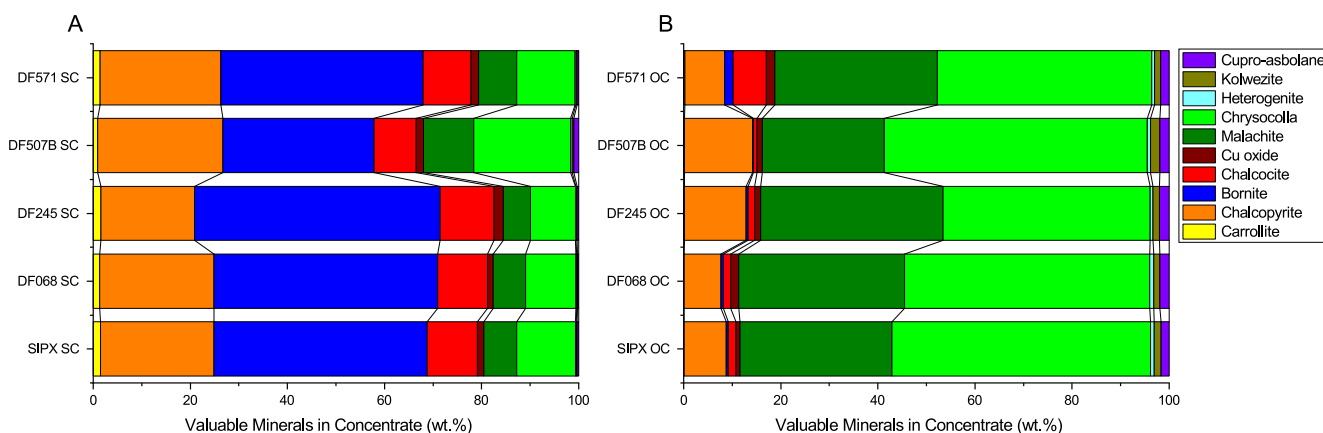 A
DF571 SC
DF507B SC
DF245 SC
DF068 SC
SIPX SC
0 20 40 60 80 100
Valuable Minerals in Concentrate (wt.%)
B
DF571 OC
DF507B OC
DF245 OC
DF068 OC
SIPX OC
0 20 40 60 80 100
Valuable Minerals in Concentrate (wt.%)
Cupro-asbolane
Kolwezite
Heterogenite
Chrysocolla
Malachite
Cu oxide
Chalcocite
Bornite
Chalcopyrite
Carrollite